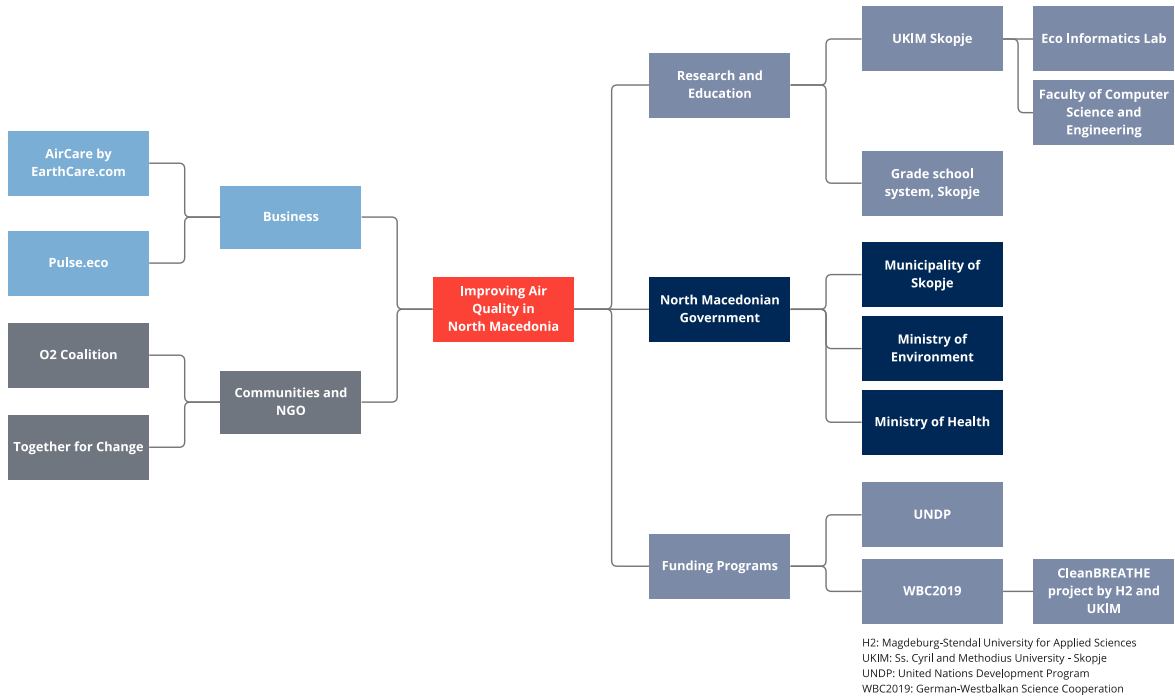 AirCare by
EarthCare.com
Pulse.eco
O2 Coalition
Together for Change
Business
Communities and
NGO
Improving Air
Quality in
North Macedonia
Research and
Education
North Macedonian
Government
Funding Programs
UKIM Skopje
Grade school
system, Skopje
Municipality of
Skopje
Ministry of
Environment
Ministry of Health
UNDP
WBC2019
Eco Informatics Lab
Faculty of Computer
Science and
Engineering
CleanBREATHE
project by H2 and
UKIM
H2: Magdeburg-Stendal University for Applied Sciences
UKIM: Ss. Cyril and Methodius University - Skopje
UNDP: United Nations Development Program
WBC2019: German-Westbalkan Science Cooperation